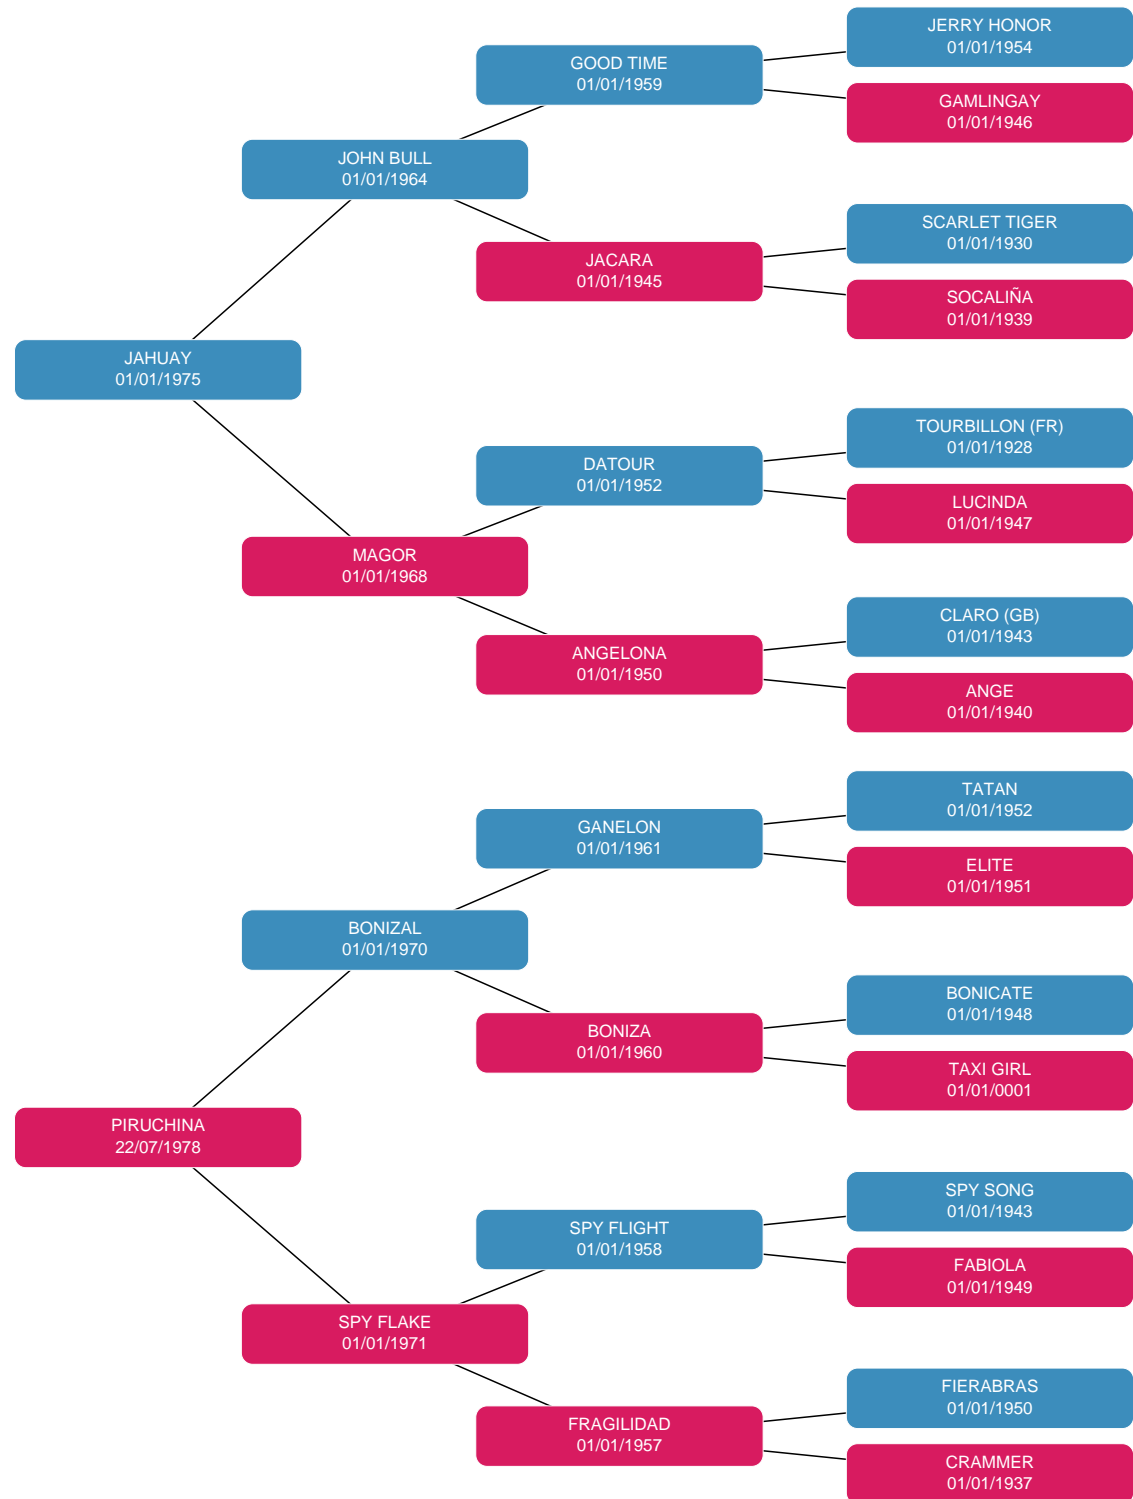 JERRY HONOR
01/01/1954
GOOD TIME
01/01/1959
GAMLINGAY
01/01/1946
JOHN BULL
01/01/1964
SCARLET TIGER
01/01/1930
JACARA
01/01/1945
SOCALIÑA
01/01/1939
JAHUAY
01/01/1975
TOURBILLON (FR)
01/01/1928
DATOUR
01/01/1952
LUCINDA
01/01/1947
MAGOR
01/01/1968
CLARO (GB)
01/01/1943
ANGELONA
01/01/1950
ANGE
01/01/1940
TATAN
01/01/1952
GANELON
01/01/1961
ELITE
01/01/1951
BONIZAL
01/01/1970
BONICATE
01/01/1948
BONIZA
01/01/1960
TAXI GIRL
01/01/0001
PIRUCHINA
22/07/1978
SPY SONG
01/01/1943
SPY FLIGHT
01/01/1958
FABIOLA
01/01/1949
SPY FLAKE
01/01/1971
FIERABRAS
01/01/1950
FRAGILIDAD
01/01/1957
CRAMMER
01/01/1937